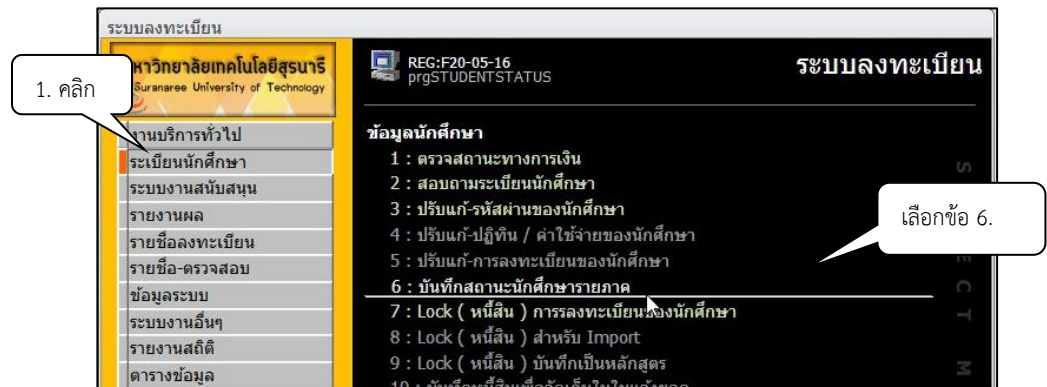 ระบบลงทะเบียน
หาวิทยาลัยเทคโนโลยีสุรนารี
Suranaree University of Technology
1. คลิก
งานบริการทั่วไป
ระเบียนนักศึกษา
ระบบงานสนับสนุน
รายงานผล
รายชื่อลงทะเบียน
รายชื่อ-ตรวจสอบ
ข้อมูลระบบ
ระบบงานอื่นๆ
รายงานสถิติ
ตารางข้อมูล
REG:F20-05-16
prgSTUDENTSTATUS
ระบบลงทะเบียน
ข้อมูลนักศึกษา
1 : ตรวจสถานะทางการเงิน
2 : สอบถามระเบียนนักศึกษา
3 : ปรับแก้-รหัสผ่านของนักศึกษา
4 : ปรับแก้-ปฏิทิน / ค่าใช้จ่ายของนักศึกษา
5 : ปรับแก้-การลงทะเบียนของนักศึกษา
6 : บันทึกสถานะนักศึกษารายภาค
7 : Lock ( หนี้สิน ) การรลงทะเบียนของนักศึกษา
8 : Lock ( หนี้สิน ) สำหรับ Import
9 : Lock ( หนี้สิน ) บันทึกเป็นหลักสูตร
เลือกข้อ 6.